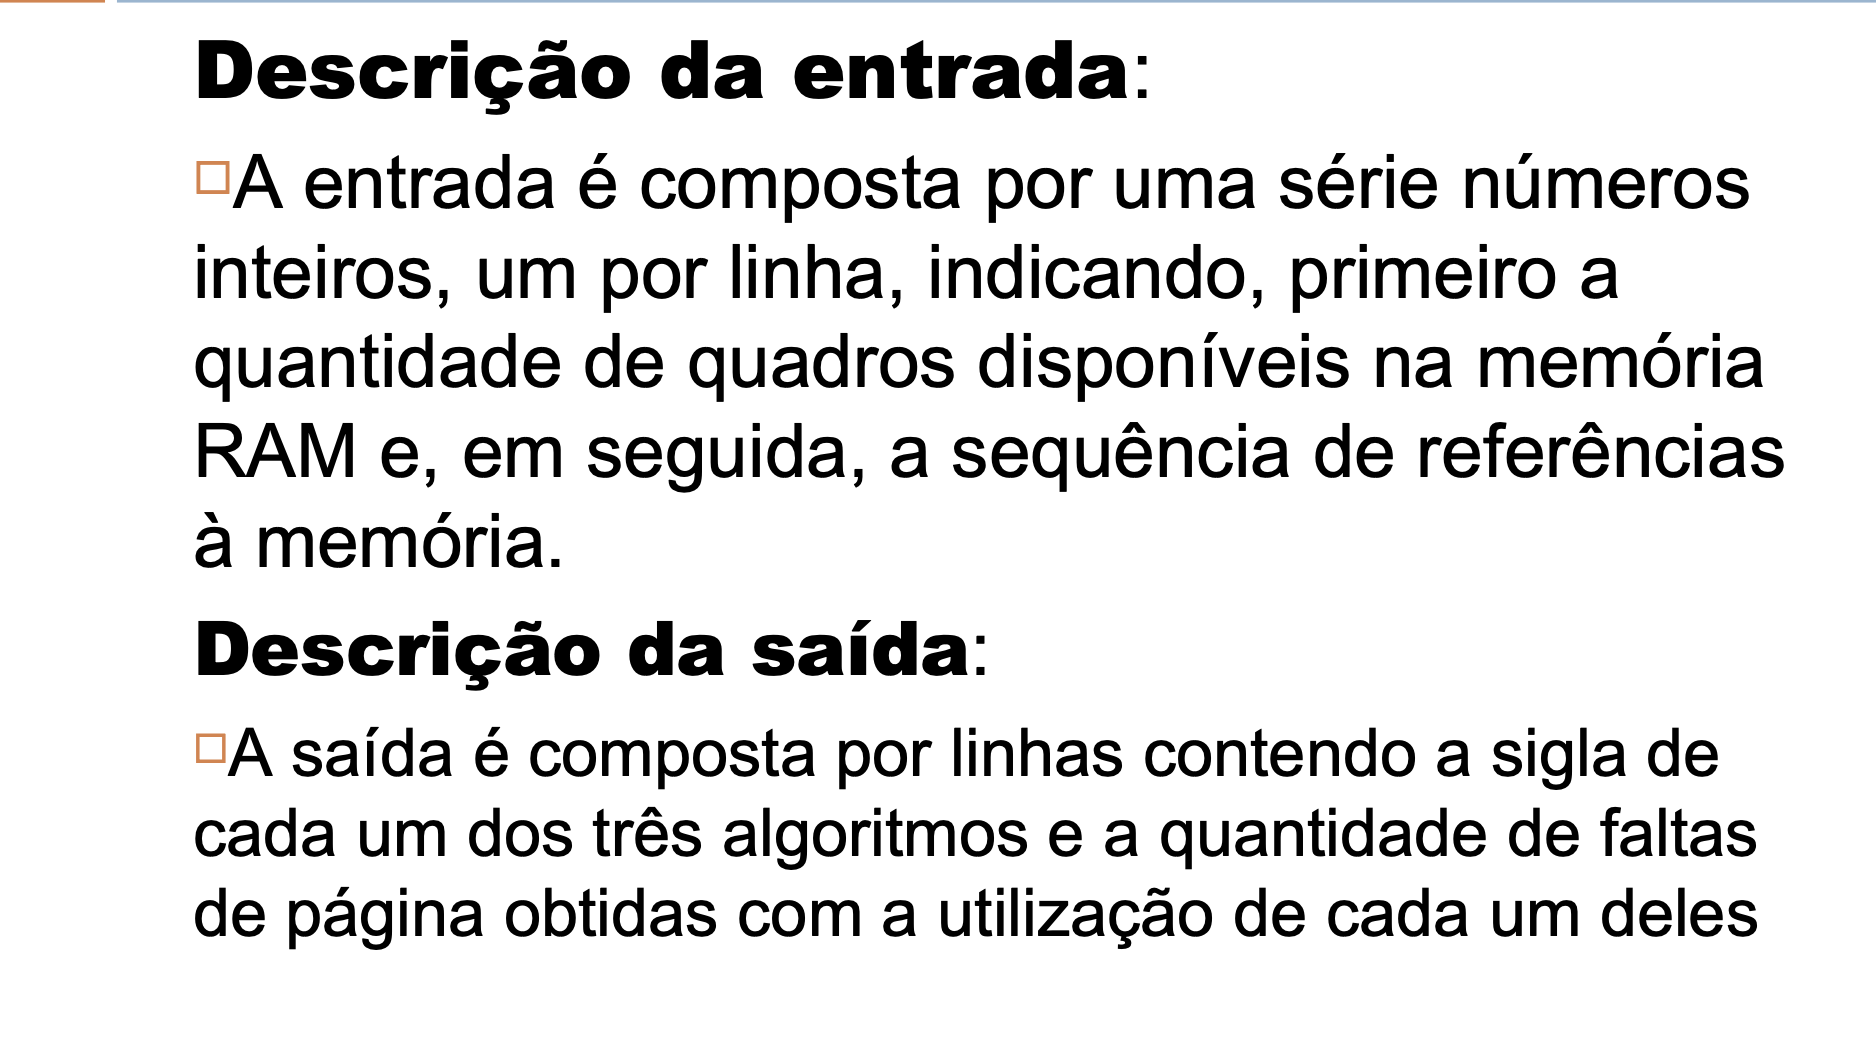 Descrição da entrada:
A entrada é composta por uma série números
inteiros, um por linha, indicando, primeiro a
quantidade de quadros disponíveis na memória
RAM e, em seguida, a sequência de referências
à memória.
Descrição da saída:
A saída é composta por linhas contendo a sigla de
cada um dos três algoritmos e a quantidade de faltas
de página obtidas com a utilização de cada um deles